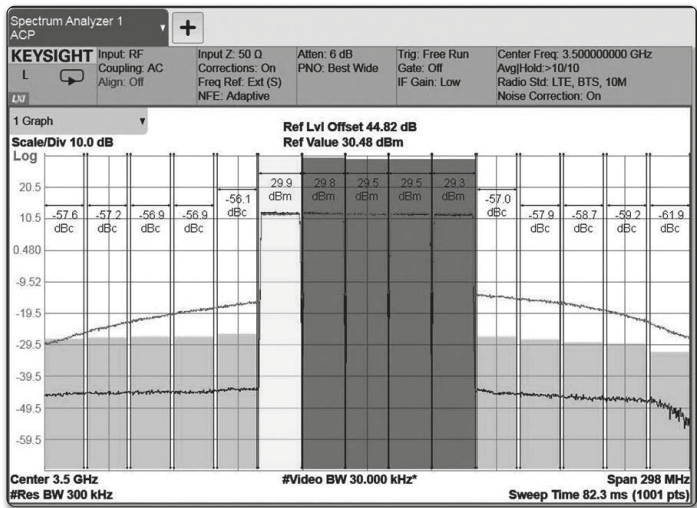 Spectrum Analyzer 1
ACP
+
KEYSIGHT Input: RF
L
Coupling: AC
Align: Off
LXI
Input Z: 50 Ω
Corrections: On
Freq Ref: Ext (S)
NFE: Adaptive
Atten: 6 dB
PNO: Best Wide
Trig: Free Run
Gate: Off
IF Gain: Low
Center Freq: 3.500000000 GHz
Avg|Hold:>10/10
Radio Std: LTE, BTS, 10M
Noise Correction: On
1 Graph
Scale/Div 10.0 dB
Ref Lvl Offset 44.82 dB
Ref Value 30.48 dBm
Log
20.5
10.5
0.480
-9.52
-19.5
-29.5
-39.5
-49.5
-59.5
-57.6 dBc
-57.2 dBc
-56.9 dBc
-56.9 dBc
-56.1 dBc
29.9 dBm
29.8 dBm
29.5 dBm
29.5 dBm
29.3 dBm
-57.0 dBc
-57.9 dBc
-58.7 dBc
-59.2 dBc
-61.9 dBc
Center 3.5 GHz
#Res BW 300 kHz
#Video BW 30.000 kHz*
Span 298 MHz
Sweep Time 82.3 ms (1001 pts)